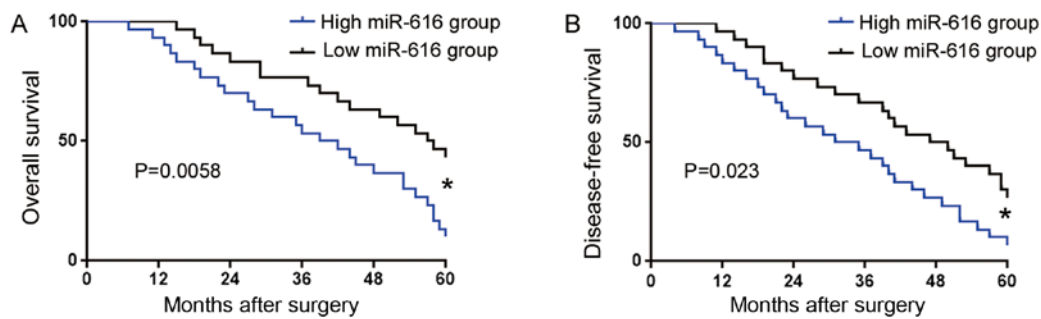 A
High miR-616 group
Low miR-616 group
Overall survival
100
50
0
P=0.0058
*
0 12 24 36 48 60
Months after surgery
B
High miR-616 group
Low miR-616 group
Disease-free survival
100
50
0
P=0.023
*
0 12 24 36 48 60
Months after surgery